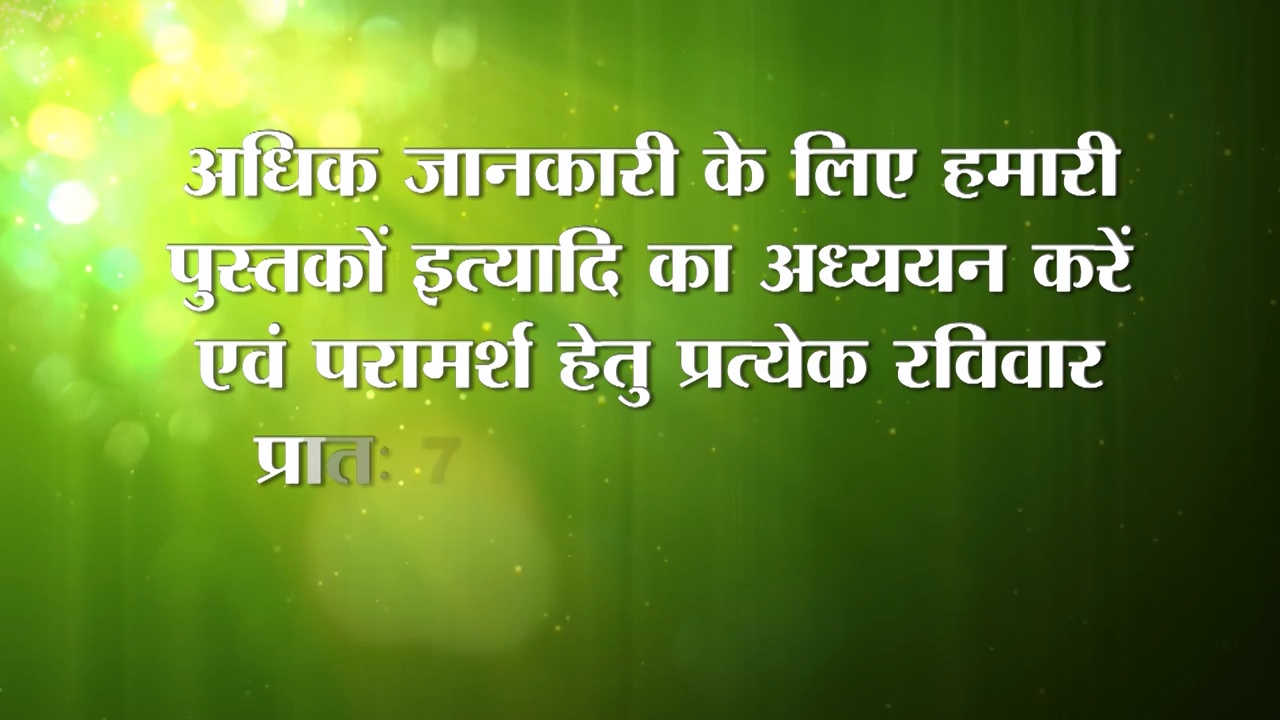 अधिक जानकारी के लिए हमारी
पुस्तकों इत्यादि का अध्ययन करें
एवं परामर्श हेतु प्रत्येक रविवार
प्रातः 7